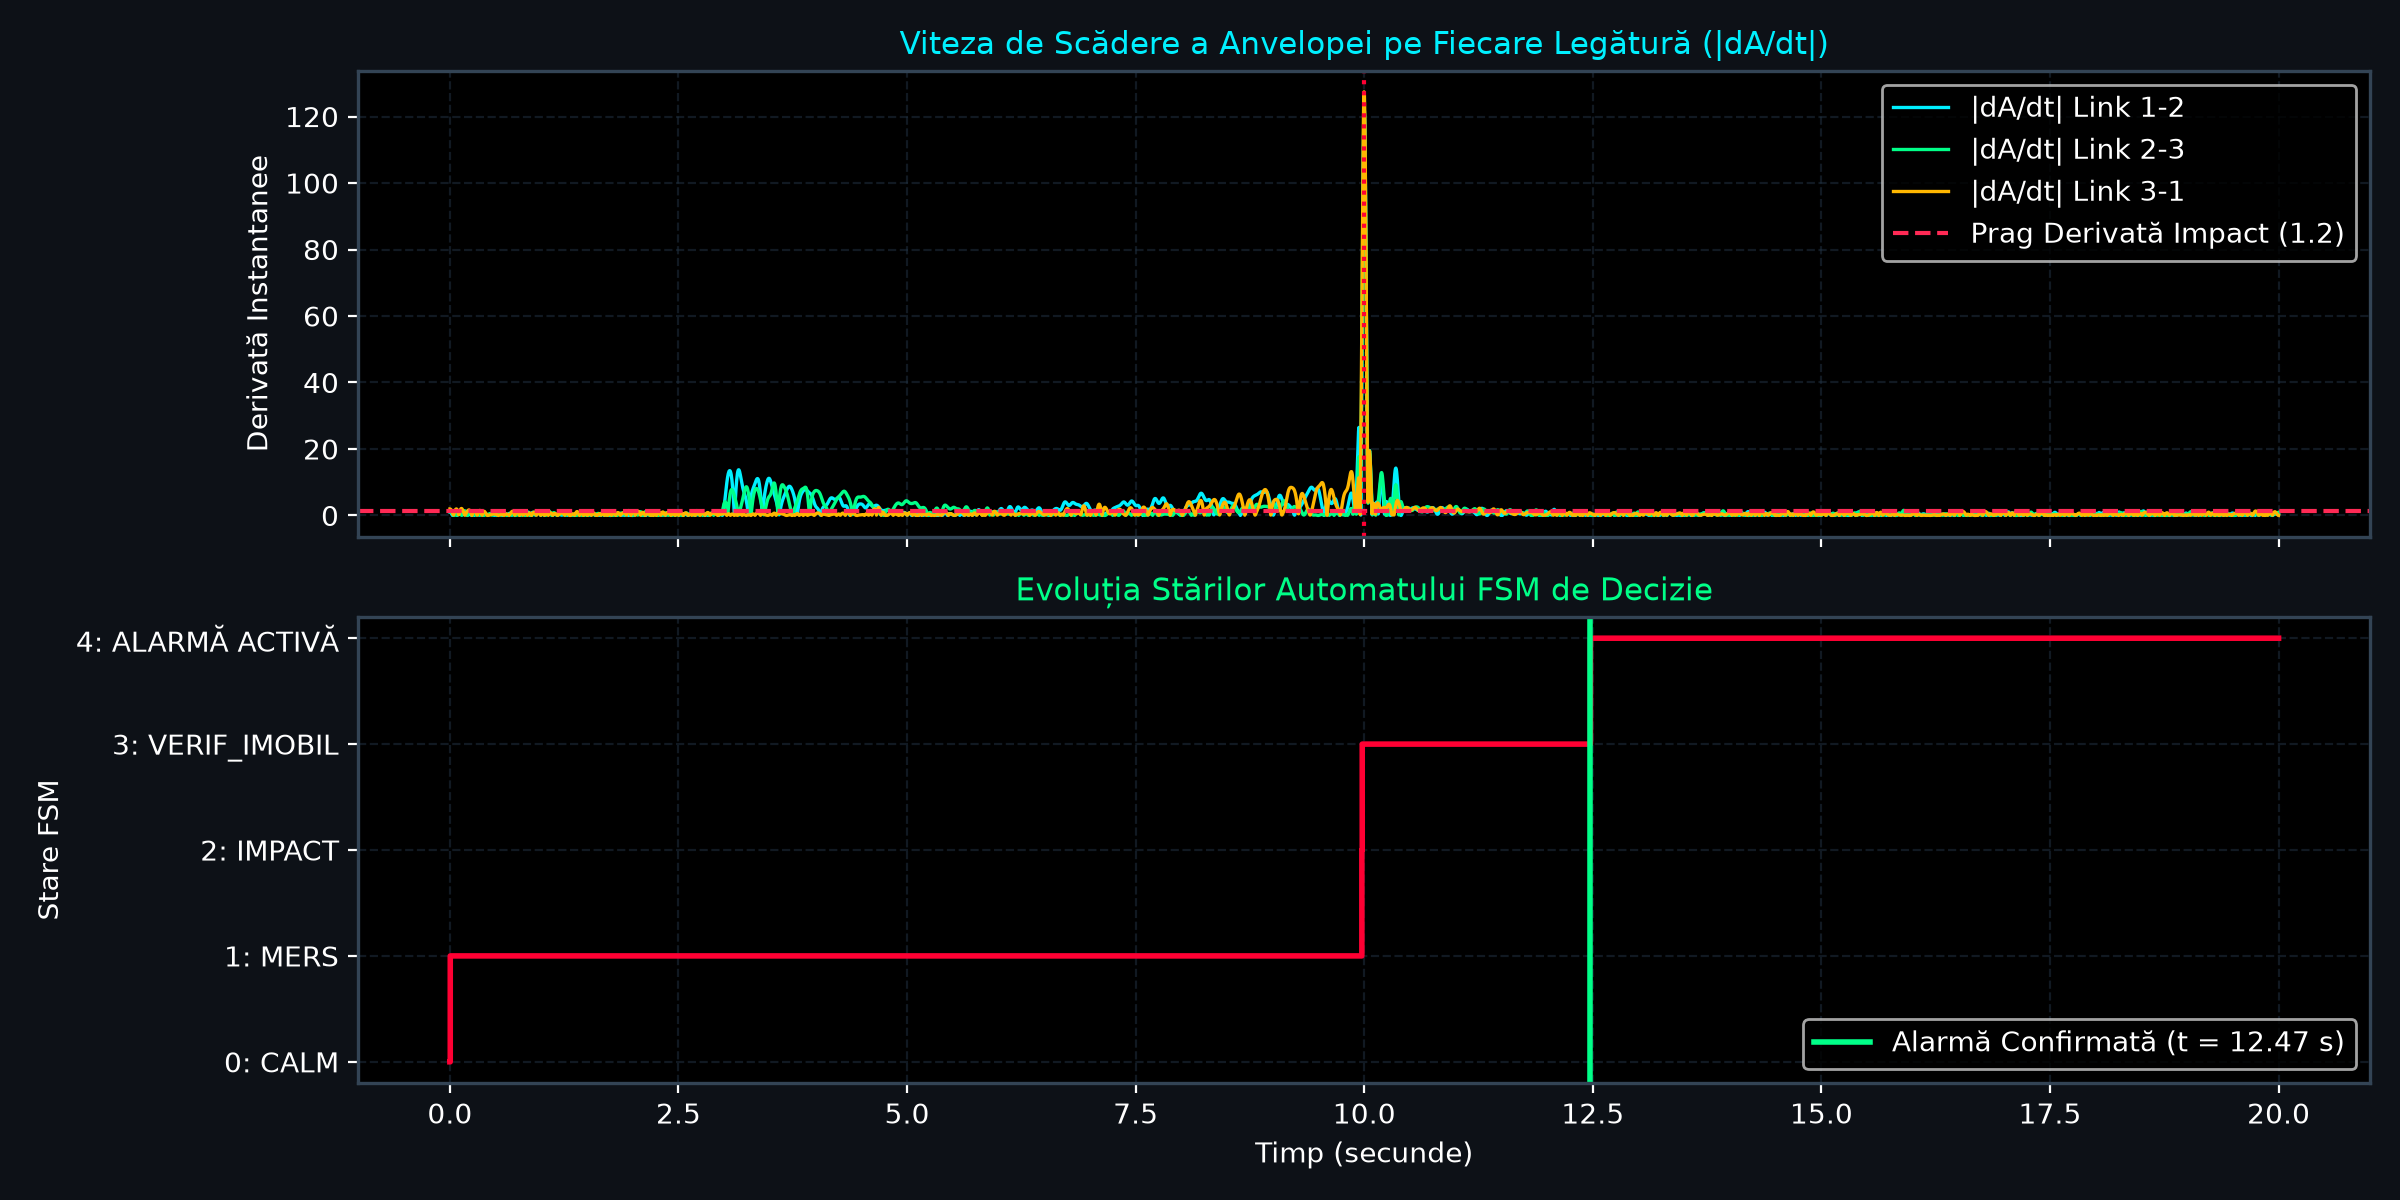 Viteza de Scădere a Anvelopei pe Fiecare Legătură (|dA/dt|)
Derivată Instantanee
120
100
80
60
40
20
0
|dA/dt| Link 1-2
|dA/dt| Link 2-3
|dA/dt| Link 3-1
Prag Derivată Impact (1.2)
Evoluția Stărilor Automatului FSM de Decizie
Stare FSM
4: ALARMĂ ACTIVĂ
3: VERIF_IMOBIL
2: IMPACT
1: MERS
0: CALM
Alarmă Confirmată (t = 12.47 s)
0.0 2.5 5.0 7.5 10.0 12.5 15.0 17.5 20.0
Timp (secunde)